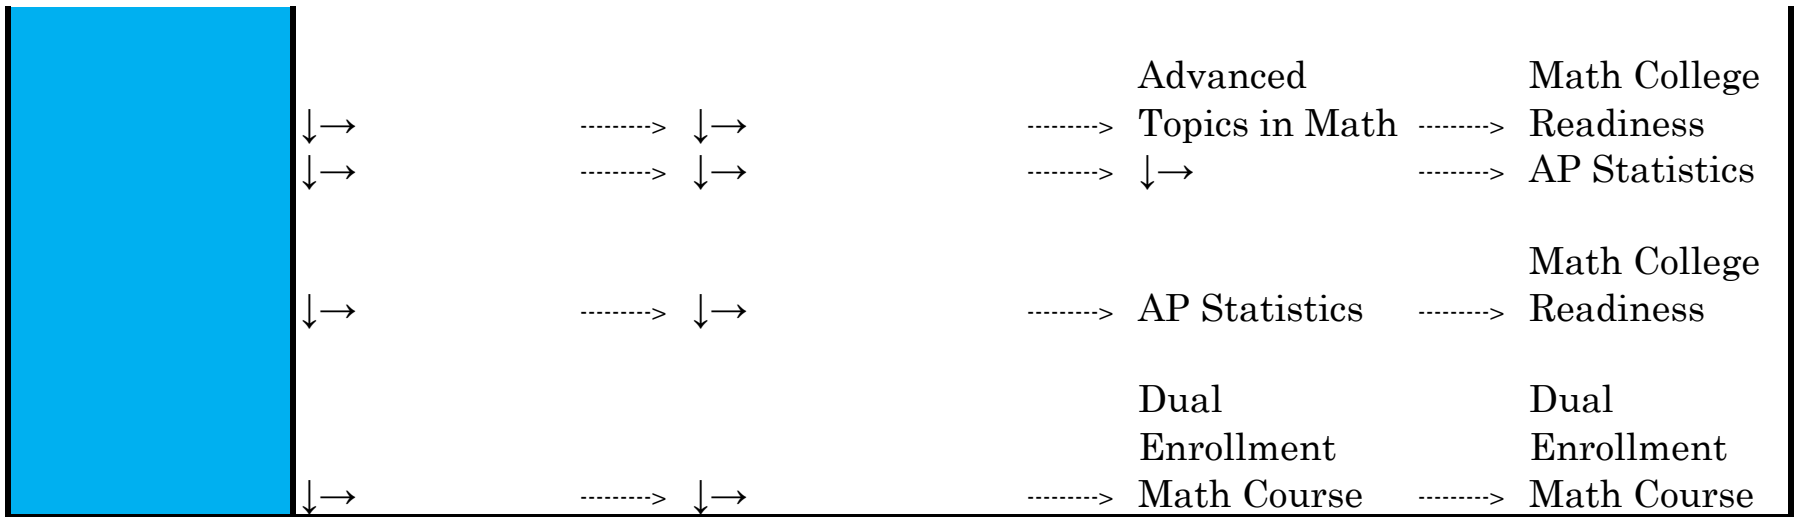 Advanced Math College
↓→ ---------> ↓→ ---------> Topics in Math ---------> Readiness
↓→ ---------> ↓→ ---------> ↓→ ---------> AP Statistics
Math College
↓→ ---------> ↓→ ---------> AP Statistics ---------> Readiness
Dual Dual
Enrollment Enrollment
↓→ ---------> ↓→ ---------> Math Course ---------> Math Course